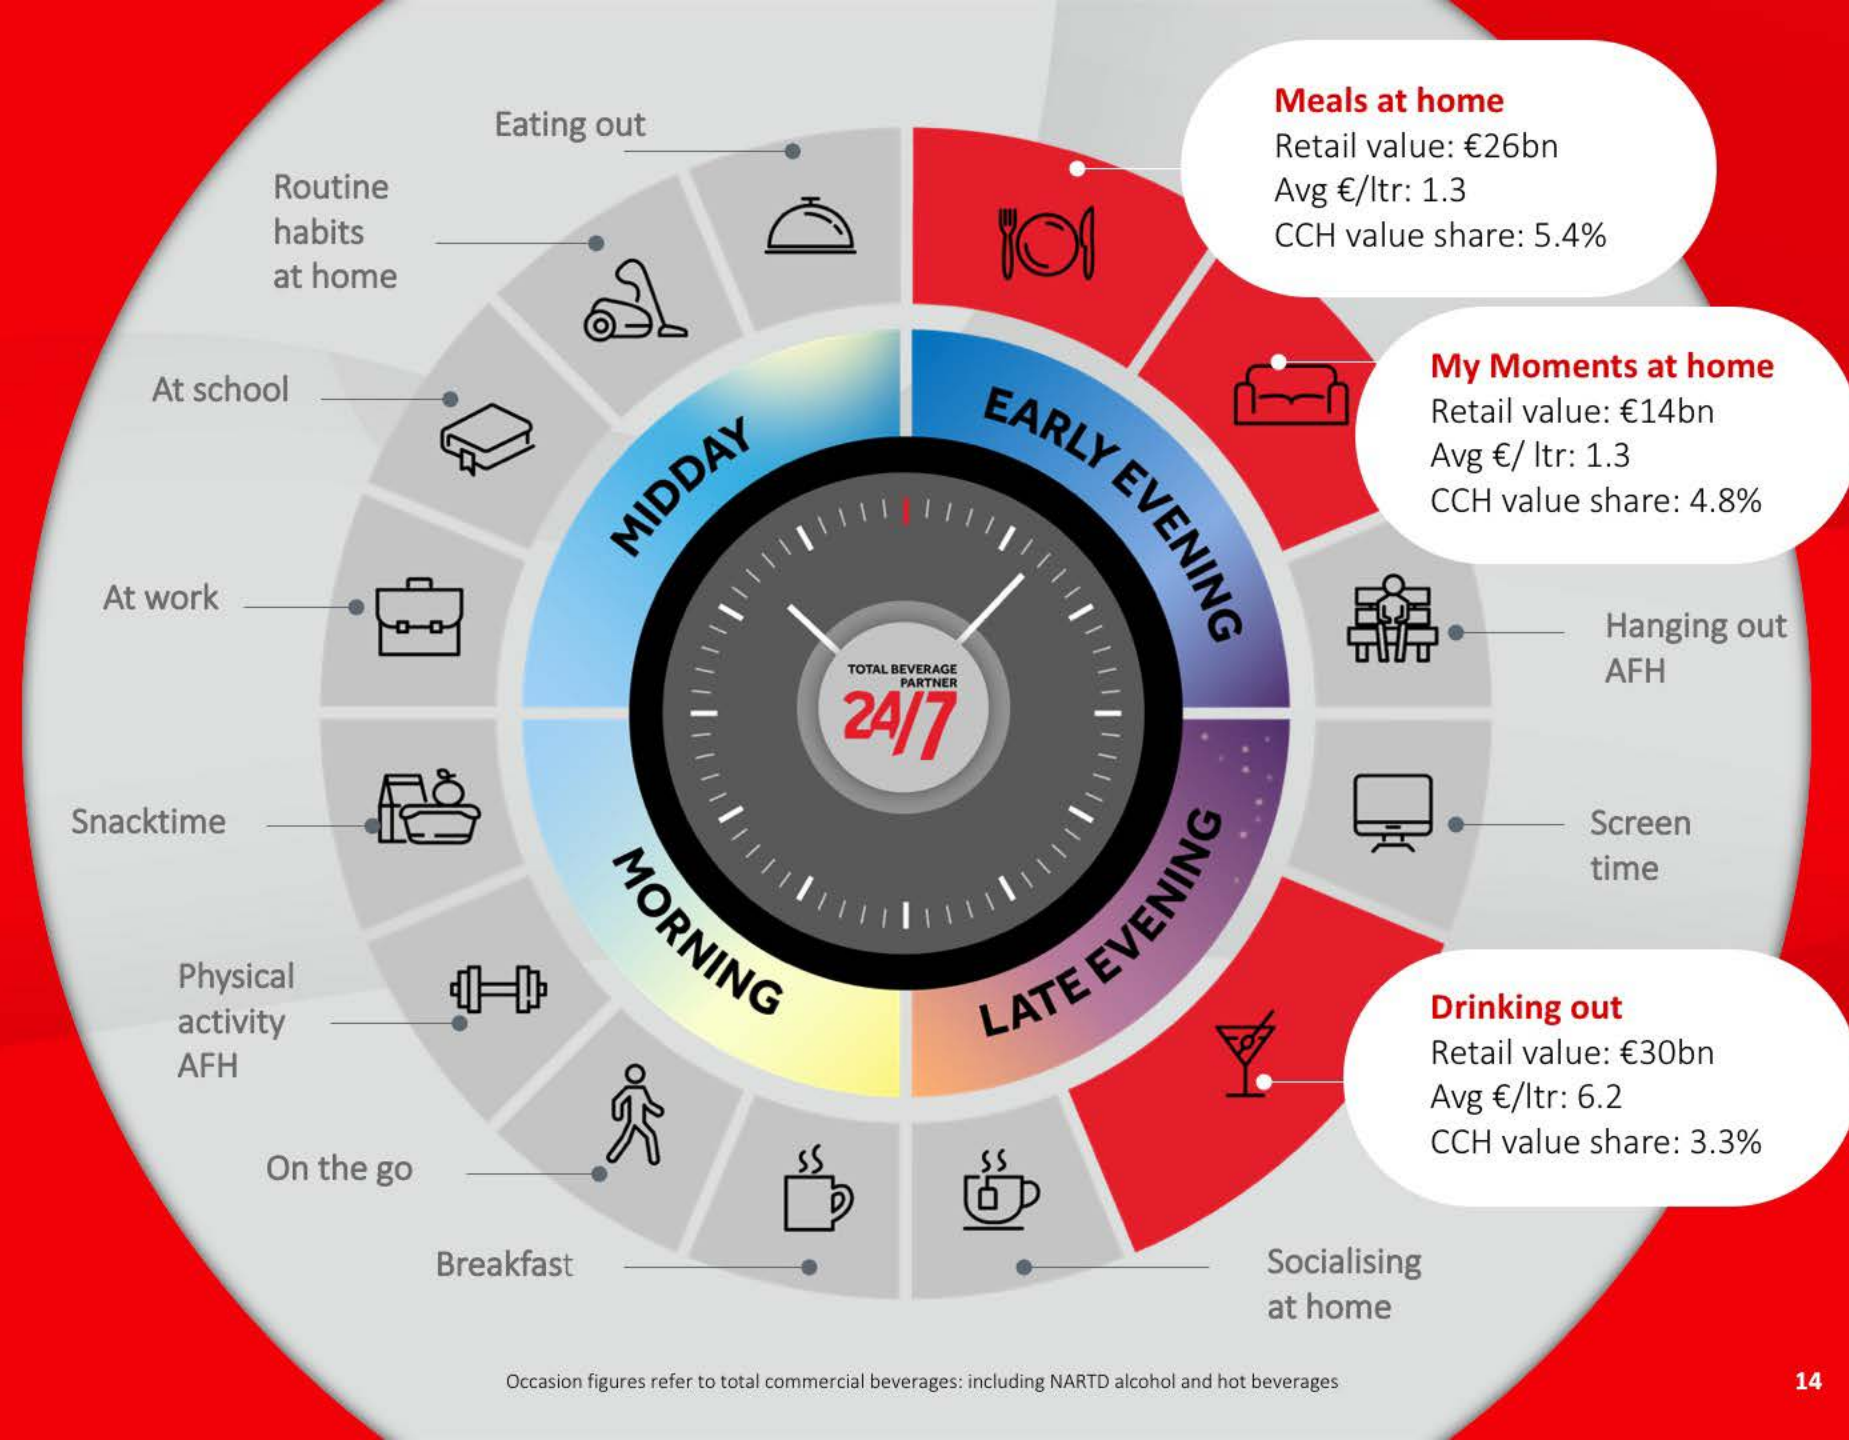 Eating out
Routine
habits
at home
At school
At work
Snacktime
Physical
activity
AFH
On the go
Breakfast
Meals at home
Retail value: €26bn
Avg €/ltr: 1.3
CCH value share: 5.4%
My Moments at home
Retail value: €14bn
Avg €/ ltr: 1.3
CCH value share: 4.8%
Hanging out
AFH
Screen
time
Drinking out
Retail value: €30bn
Avg €/ltr: 6.2
CCH value share: 3.3%
Socialising
at home
MIDDAY
EARLY EVENING
MORNING
LATE EVENING
TOTAL BEVERAGE
PARTNER
24/7
Occasion figures refer to total commercial beverages: including NARTD alcohol and hot beverages
14